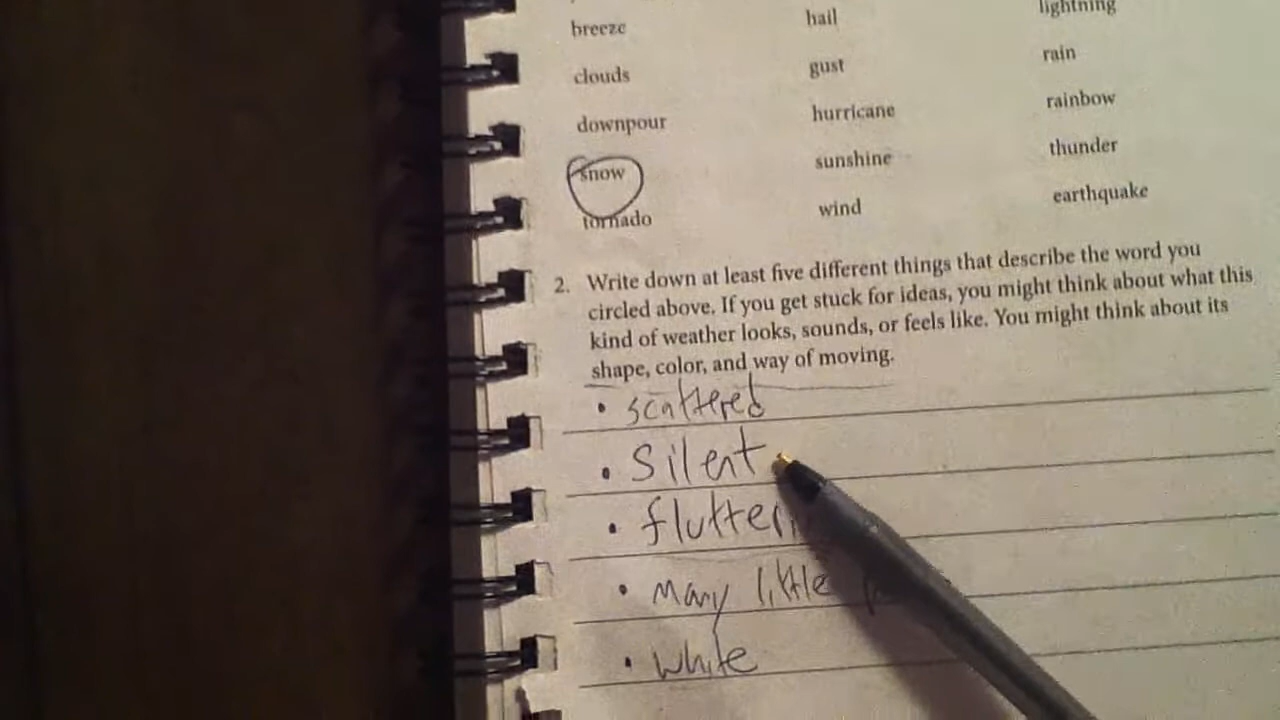 breeze hail lightning
clouds gust rain
downpour hurricane rainbow
snow sunshine thunder
tornado wind earthquake
2. Write down at least five different things that describe the word you
circled above. If you get stuck for ideas, you might think about what this
kind of weather looks, sounds, or feels like. You might think about its
shape, color, and way of moving.
• scattered
• silent
•
• many little
• white